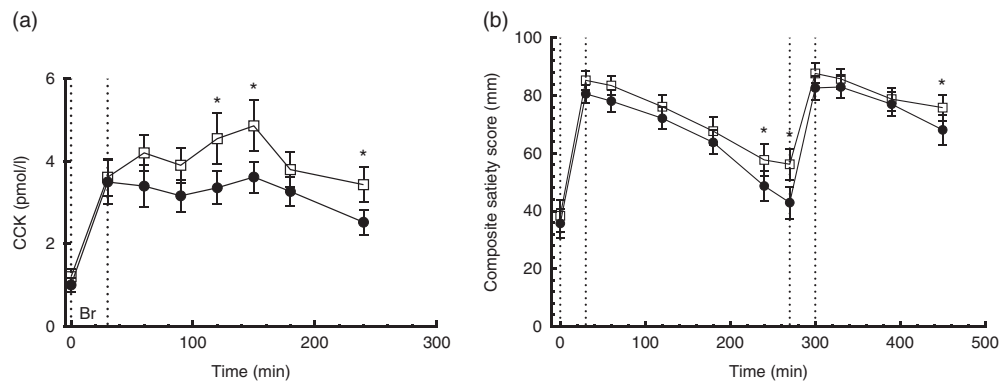 (a)
6
4
2
0
CCK (pmol/l)
Br
* * *
0 100 200 300
Time (min)
(b)
100
80
60
40
20
0
Composite satiety score (mm)
* * *
0 100 200 300 400 500
Time (min)